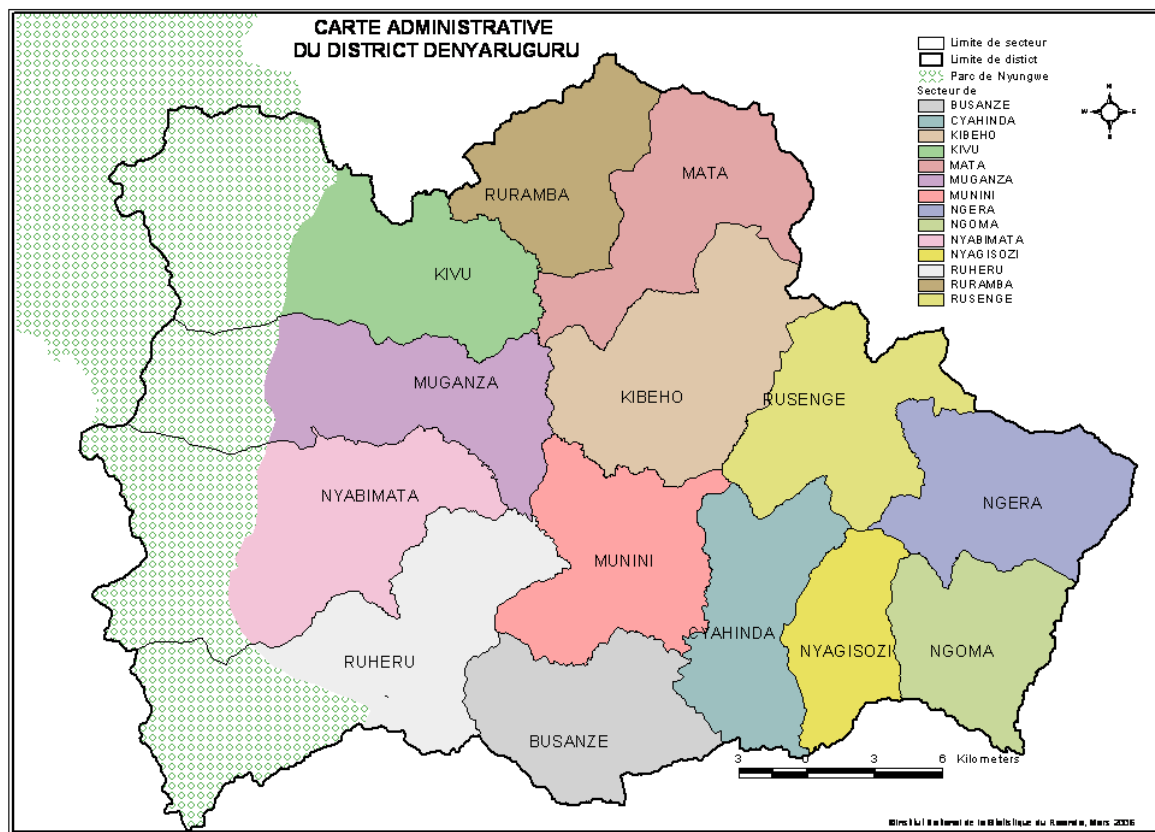 CARTE ADMINISTRATIVE
DU DISTRICT DENYARUGURU
Limite de secteur
Limite de distict
Parc de Nyungwe
Secteur de
BUSANZE
CYAHINDA
KIBEHO
KIVU
MATA
MUGANZA
MUNINI
NGERA
NGOMA
NYABIMATA
NYAGISOZI
RUHERU
RURAMBA
RUSENGE
N
W E
S
MATA
RURAMBA
KIVU
MUGANZA
KIBEHO
RUSENGE
NYABIMATA
NGERA
MUNINI
CYAHINDA
NYAGISOZI
NGOMA
RUHERU
BUSANZE
3 0 3 6 Kilometers